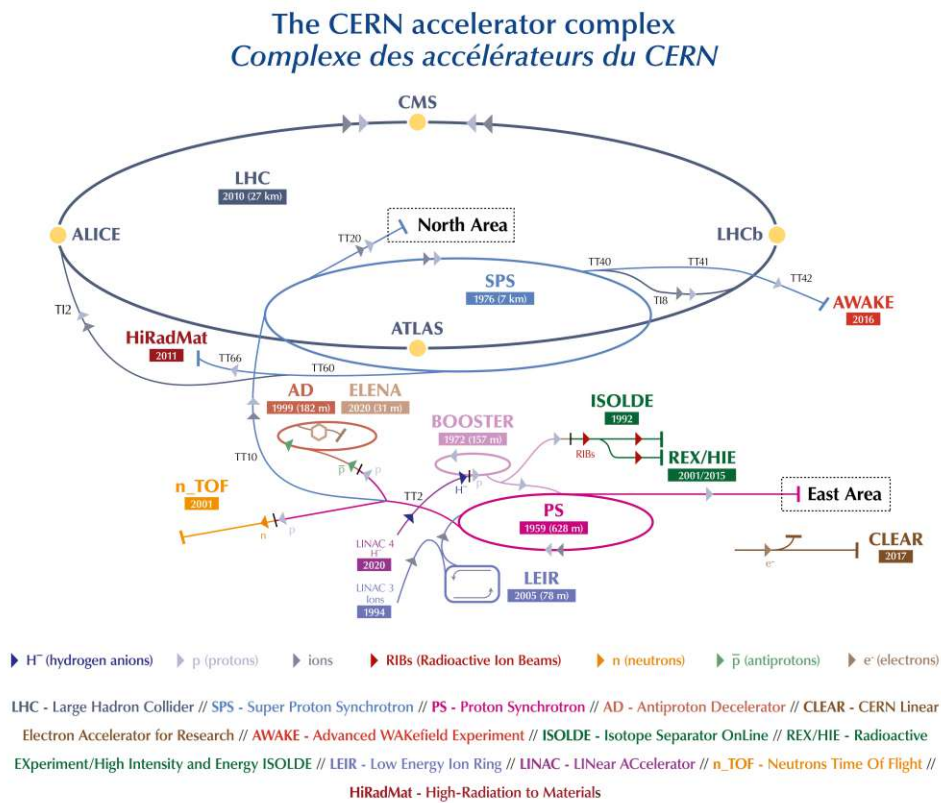 The CERN accelerator complex
Complexe des accélérateurs du CERN
CMS
LHC
2010 (27 km)
ALICE
TT20
North Area
LHCb
TT40
TT41
TT42
SPS
1976 (7 km)
TI8
TI2
AWAKE
2016
HiRadMat
2011
ATLAS
TT66
TT60
AD
1999 (182 m)
ELENA
2020 (31 m)
ISOLDE
1992
BOOSTER
1972 (157 m)
RIBs
REX/HIE
2001/2015
TT10
p̅
p
H⁻
p
TT2
n_TOF
2001
East Area
PS
1959 (628 m)
n
p
LINAC 4
H⁻
2020
CLEAR
2017
e⁻
LEIR
2005 (78 m)
LINAC 3
Ions
1994
H⁻ (hydrogen anions)
p (protons)
ions
RIBs (Radioactive Ion Beams)
n (neutrons)
p̅ (antiprotons)
e⁻ (electrons)
LHC - Large Hadron Collider // SPS - Super Proton Synchrotron // PS - Proton Synchrotron // AD - Antiproton Decelerator // CLEAR - CERN Linear
Electron Accelerator for Research // AWAKE - Advanced WAKefield Experiment // ISOLDE - Isotope Separator OnLine // REX/HIE - Radioactive
EXperiment/High Intensity and Energy ISOLDE // LEIR - Low Energy Ion Ring // LINAC - LINear ACcelerator // n_TOF - Neutrons Time Of Flight //
HiRadMat - High-Radiation to Materials